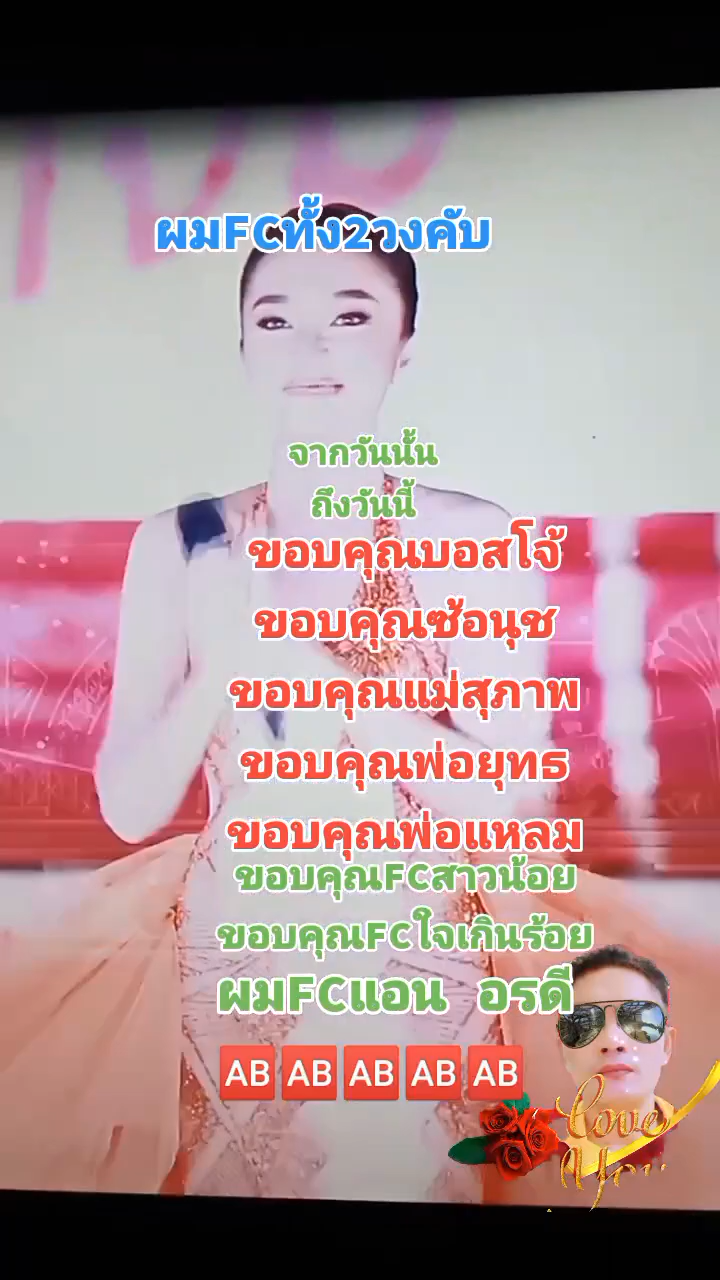 ผมFCทั้ง2วงคับ
จากวันนั้น
ถึงวันนี้
ขอบคุณบอสโจ้
ขอบคุณซ้อนุช
ขอบคุณแม่สุภาพ
ขอบคุณพ่อยุทธ
ขอบคุณพ่อแหลม
ขอบคุณFCสาวน้อย
ขอบคุณFCใจเกินร้อย
ผมFCแอน อรดี
AB AB AB AB AB
Love
You